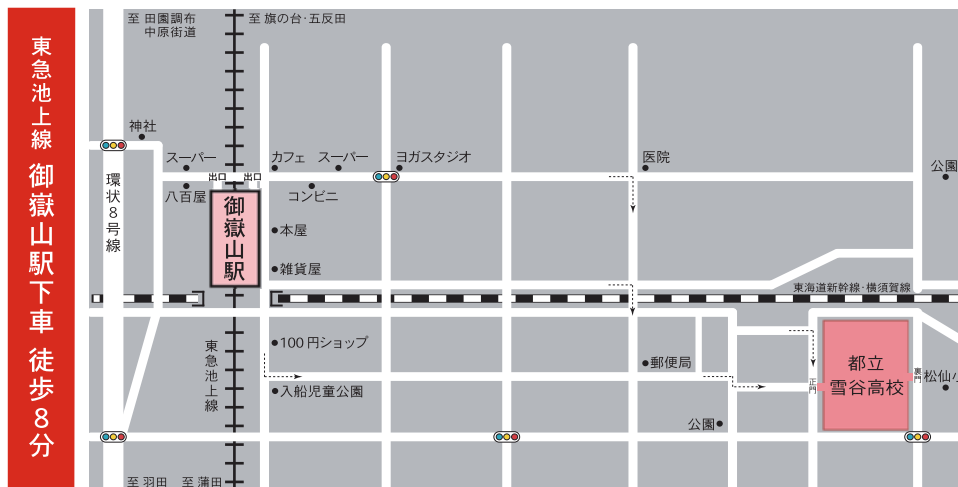 東急池上線 御嶽山駅下車 徒歩8分
至 田園調布
中原街道
至 旗の台・五反田
神社
環状8号線
スーパー
八百屋
出口
出口
御嶽山駅
カフェ
スーパー
ヨガスタジオ
コンビニ
医院
公園
本屋
雑貨屋
東海道新幹線・横須賀線
東急池上線
100円ショップ
入船児童公園
郵便局
公園
正門
都立
雪谷高校
裏門
松仙小
至 羽田
至 蒲田